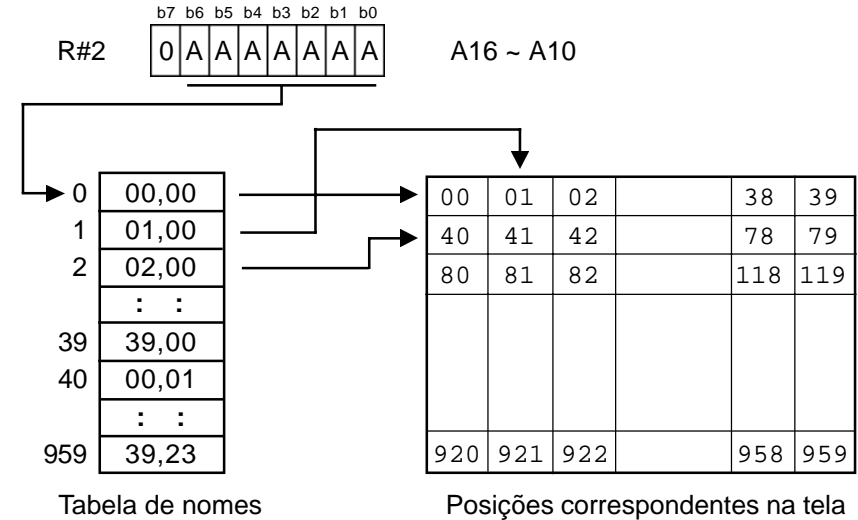 b7 b6 b5 b4 b3 b2 b1 b0
R#2 0 A A A A A A A A16 ~ A10
0 00,00 00 01 02 38 39
1 01,00 40 41 42 78 79
2 02,00 80 81 82 118 119
: :
39 39,00
40 00,01
: :
959 39,23 920 921 922 958 959
Tabela de nomes Posições correspondentes na tela